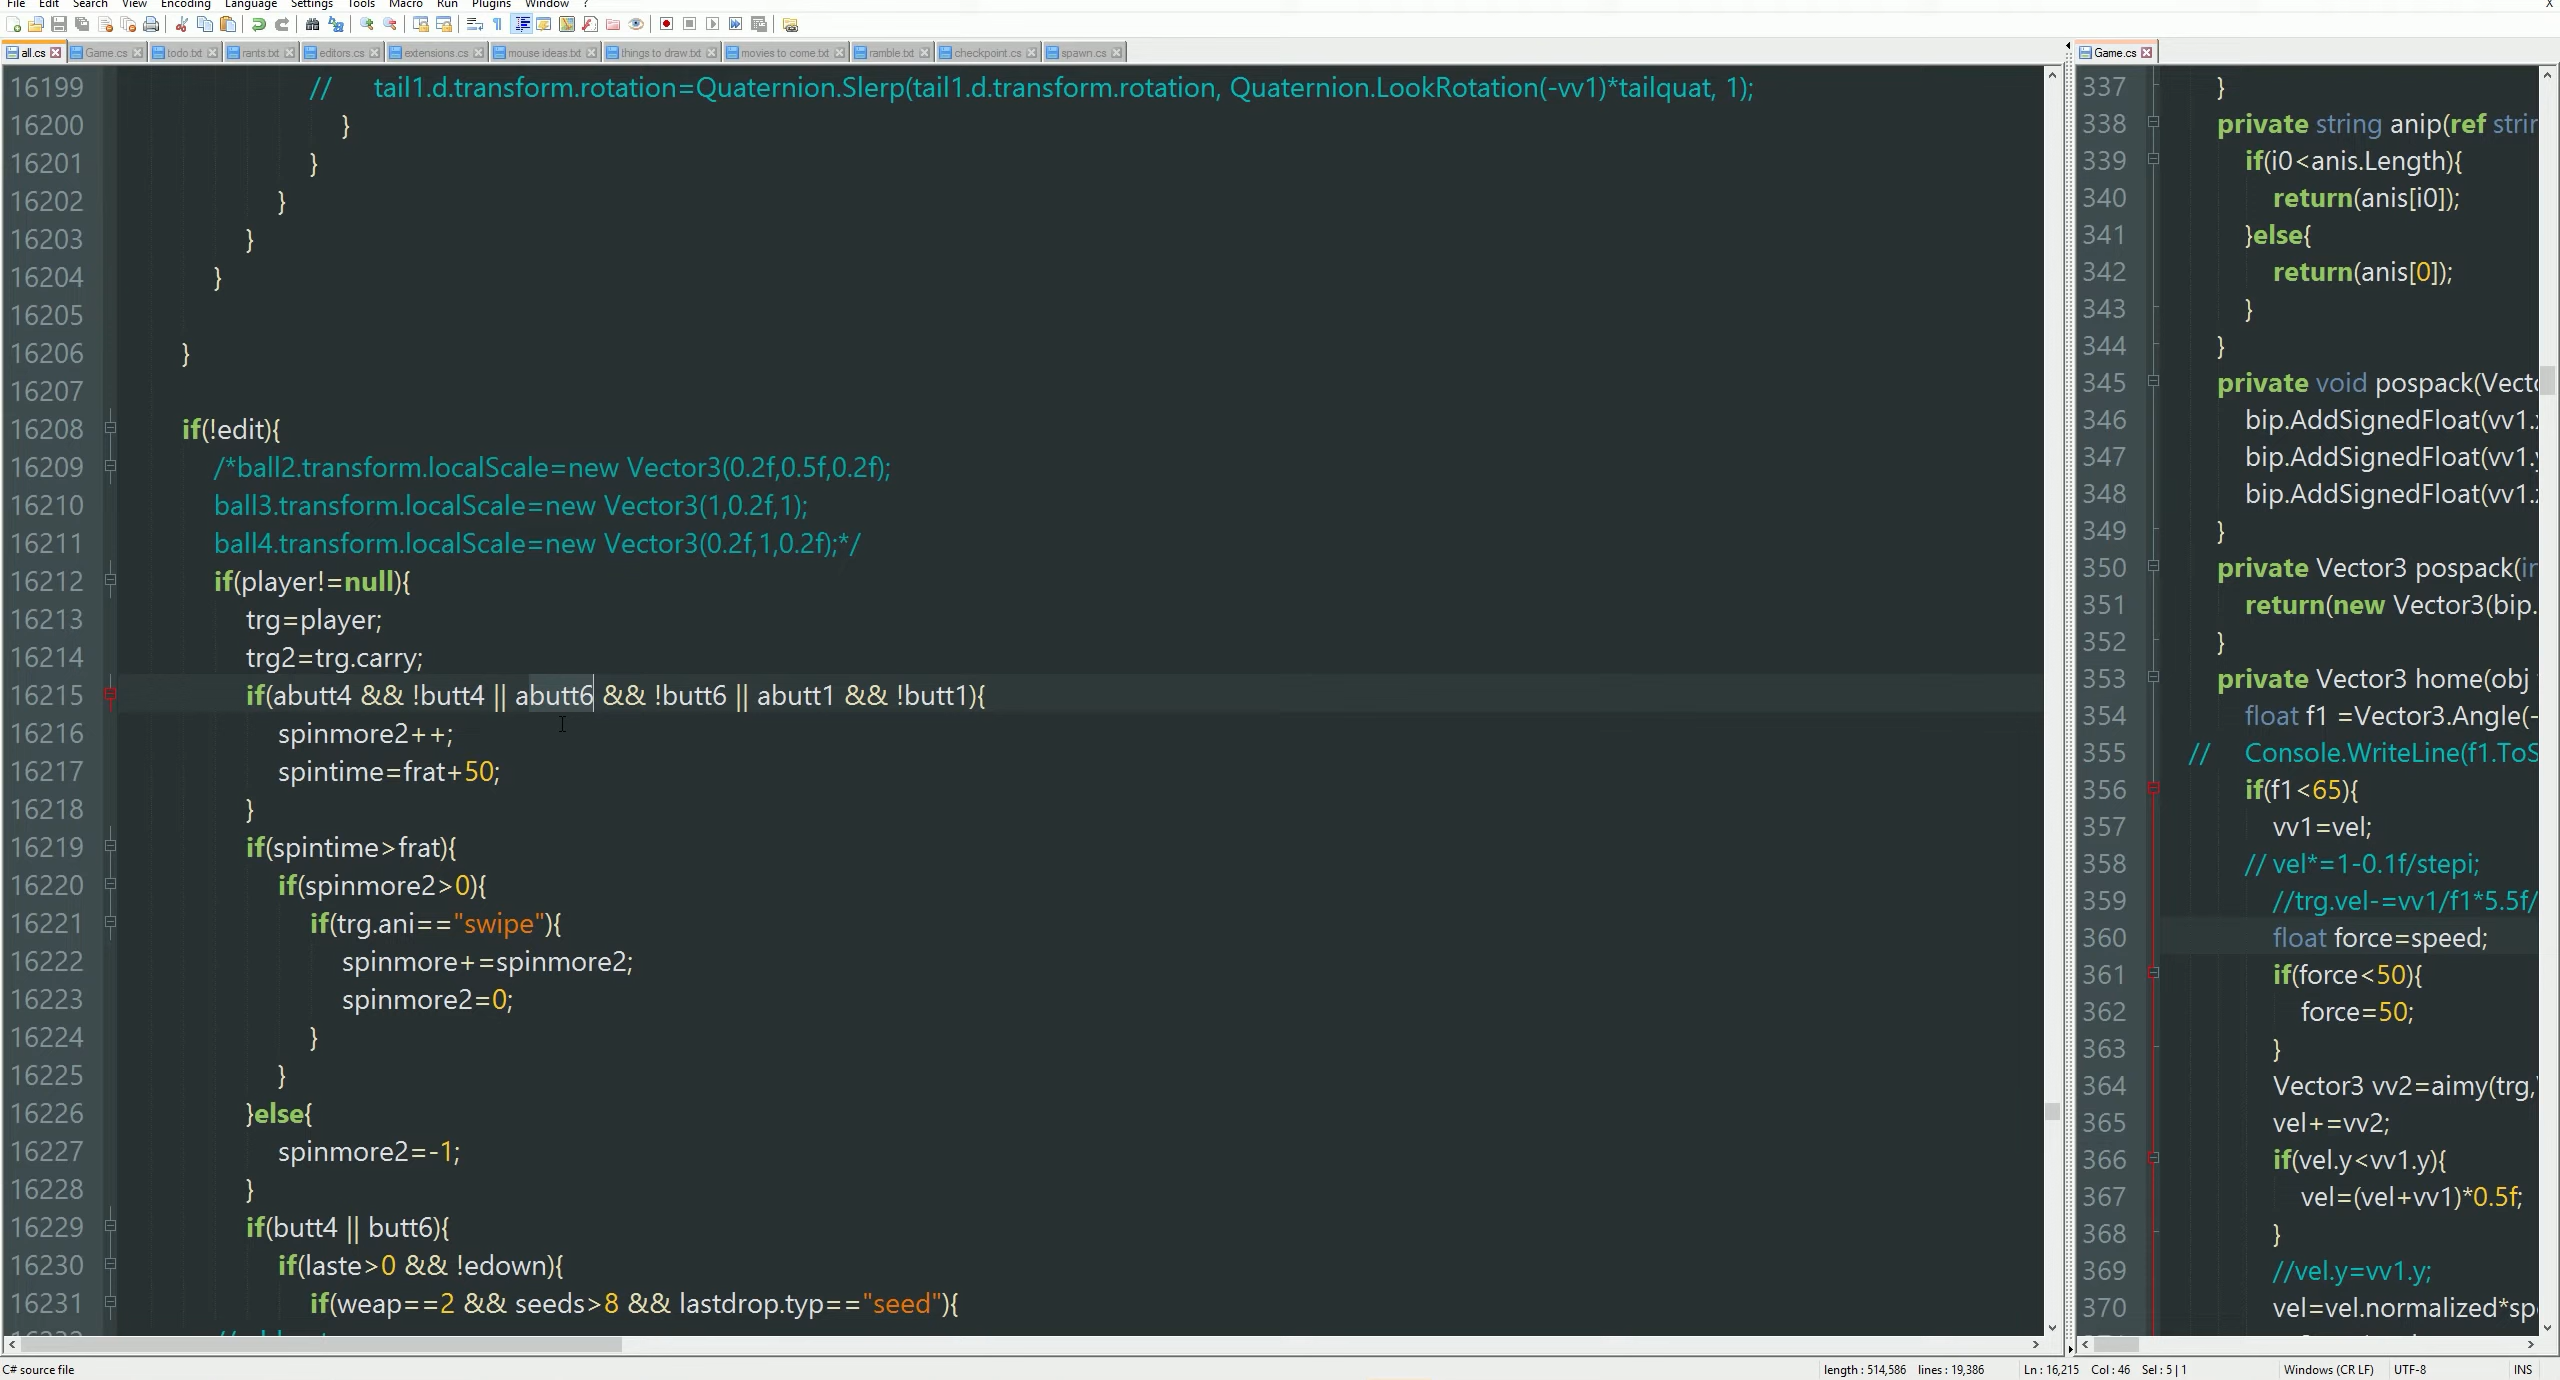 File Edit Search View Encoding Language Settings Tools Macro Run Plugins Window ? X
all.cs Game.cs todo.txt rants.txt editors.cs extensions.cs mouse ideas.txt things to draw.txt movies to come.txt ramble.txt checkpoint.cs spawn.cs
16199 // tail1.d.transform.rotation=Quaternion.Slerp(tail1.d.transform.rotation, Quaternion.LookRotation(-vv1)*tailquat, 1);
16200 }
16201 }
16202 }
16203 }
16204 }
16205
16206 }
16207
16208 if(!edit){
16209 /*ball2.transform.localScale=new Vector3(0.2f,0.5f,0.2f);
16210 ball3.transform.localScale=new Vector3(1,0.2f,1);
16211 ball4.transform.localScale=new Vector3(0.2f,1,0.2f);*/
16212 if(player!=null){
16213 trg=player;
16214 trg2=trg.carry;
16215 if(abutt4 && !butt4 || abutt6 && !butt6 || abutt1 && !butt1){
16216 spinmore2++;
16217 spintime=frat+50;
16218 }
16219 if(spintime>frat){
16220 if(spinmore2>0){
16221 if(trg.ani=="swipe"){
16222 spinmore+=spinmore2;
16223 spinmore2=0;
16224 }
16225 }
16226 }else{
16227 spinmore2=-1;
16228 }
16229 if(butt4 || butt6){
16230 if(laste>0 && !edown){
16231 if(weap==2 && seeds>8 && lastdrop.typ=="seed"){
Game.cs
337 }
338 private string anip(ref strin
339 if(i0<anis.Length){
340 return(anis[i0]);
341 }else{
342 return(anis[0]);
343 }
344 }
345 private void pospack(Vecto
346 bip.AddSignedFloat(vv1.x
347 bip.AddSignedFloat(vv1.y
348 bip.AddSignedFloat(vv1.z
349 }
350 private Vector3 pospack(in
351 return(new Vector3(bip.
352 }
353 private Vector3 home(obj
354 float f1 =Vector3.Angle(-
355 // Console.WriteLine(f1.ToS
356 if(f1<65){
357 vv1=vel;
358 // vel*=1-0.1f/stepi;
359 //trg.vel-=vv1/f1*5.5f/
360 float force=speed;
361 if(force<50){
362 force=50;
363 }
364 Vector3 vv2=aimy(trg,
365 vel+=vv2;
366 if(vel.y<vv1.y){
367 vel=(vel+vv1)*0.5f;
368 }
369 //vel.y=vv1.y;
370 vel=vel.normalized*spe
C# source file length : 514,586 lines : 19,386 Ln : 16,215 Col : 46 Sel : 5 | 1 Windows (CR LF) UTF-8 INS